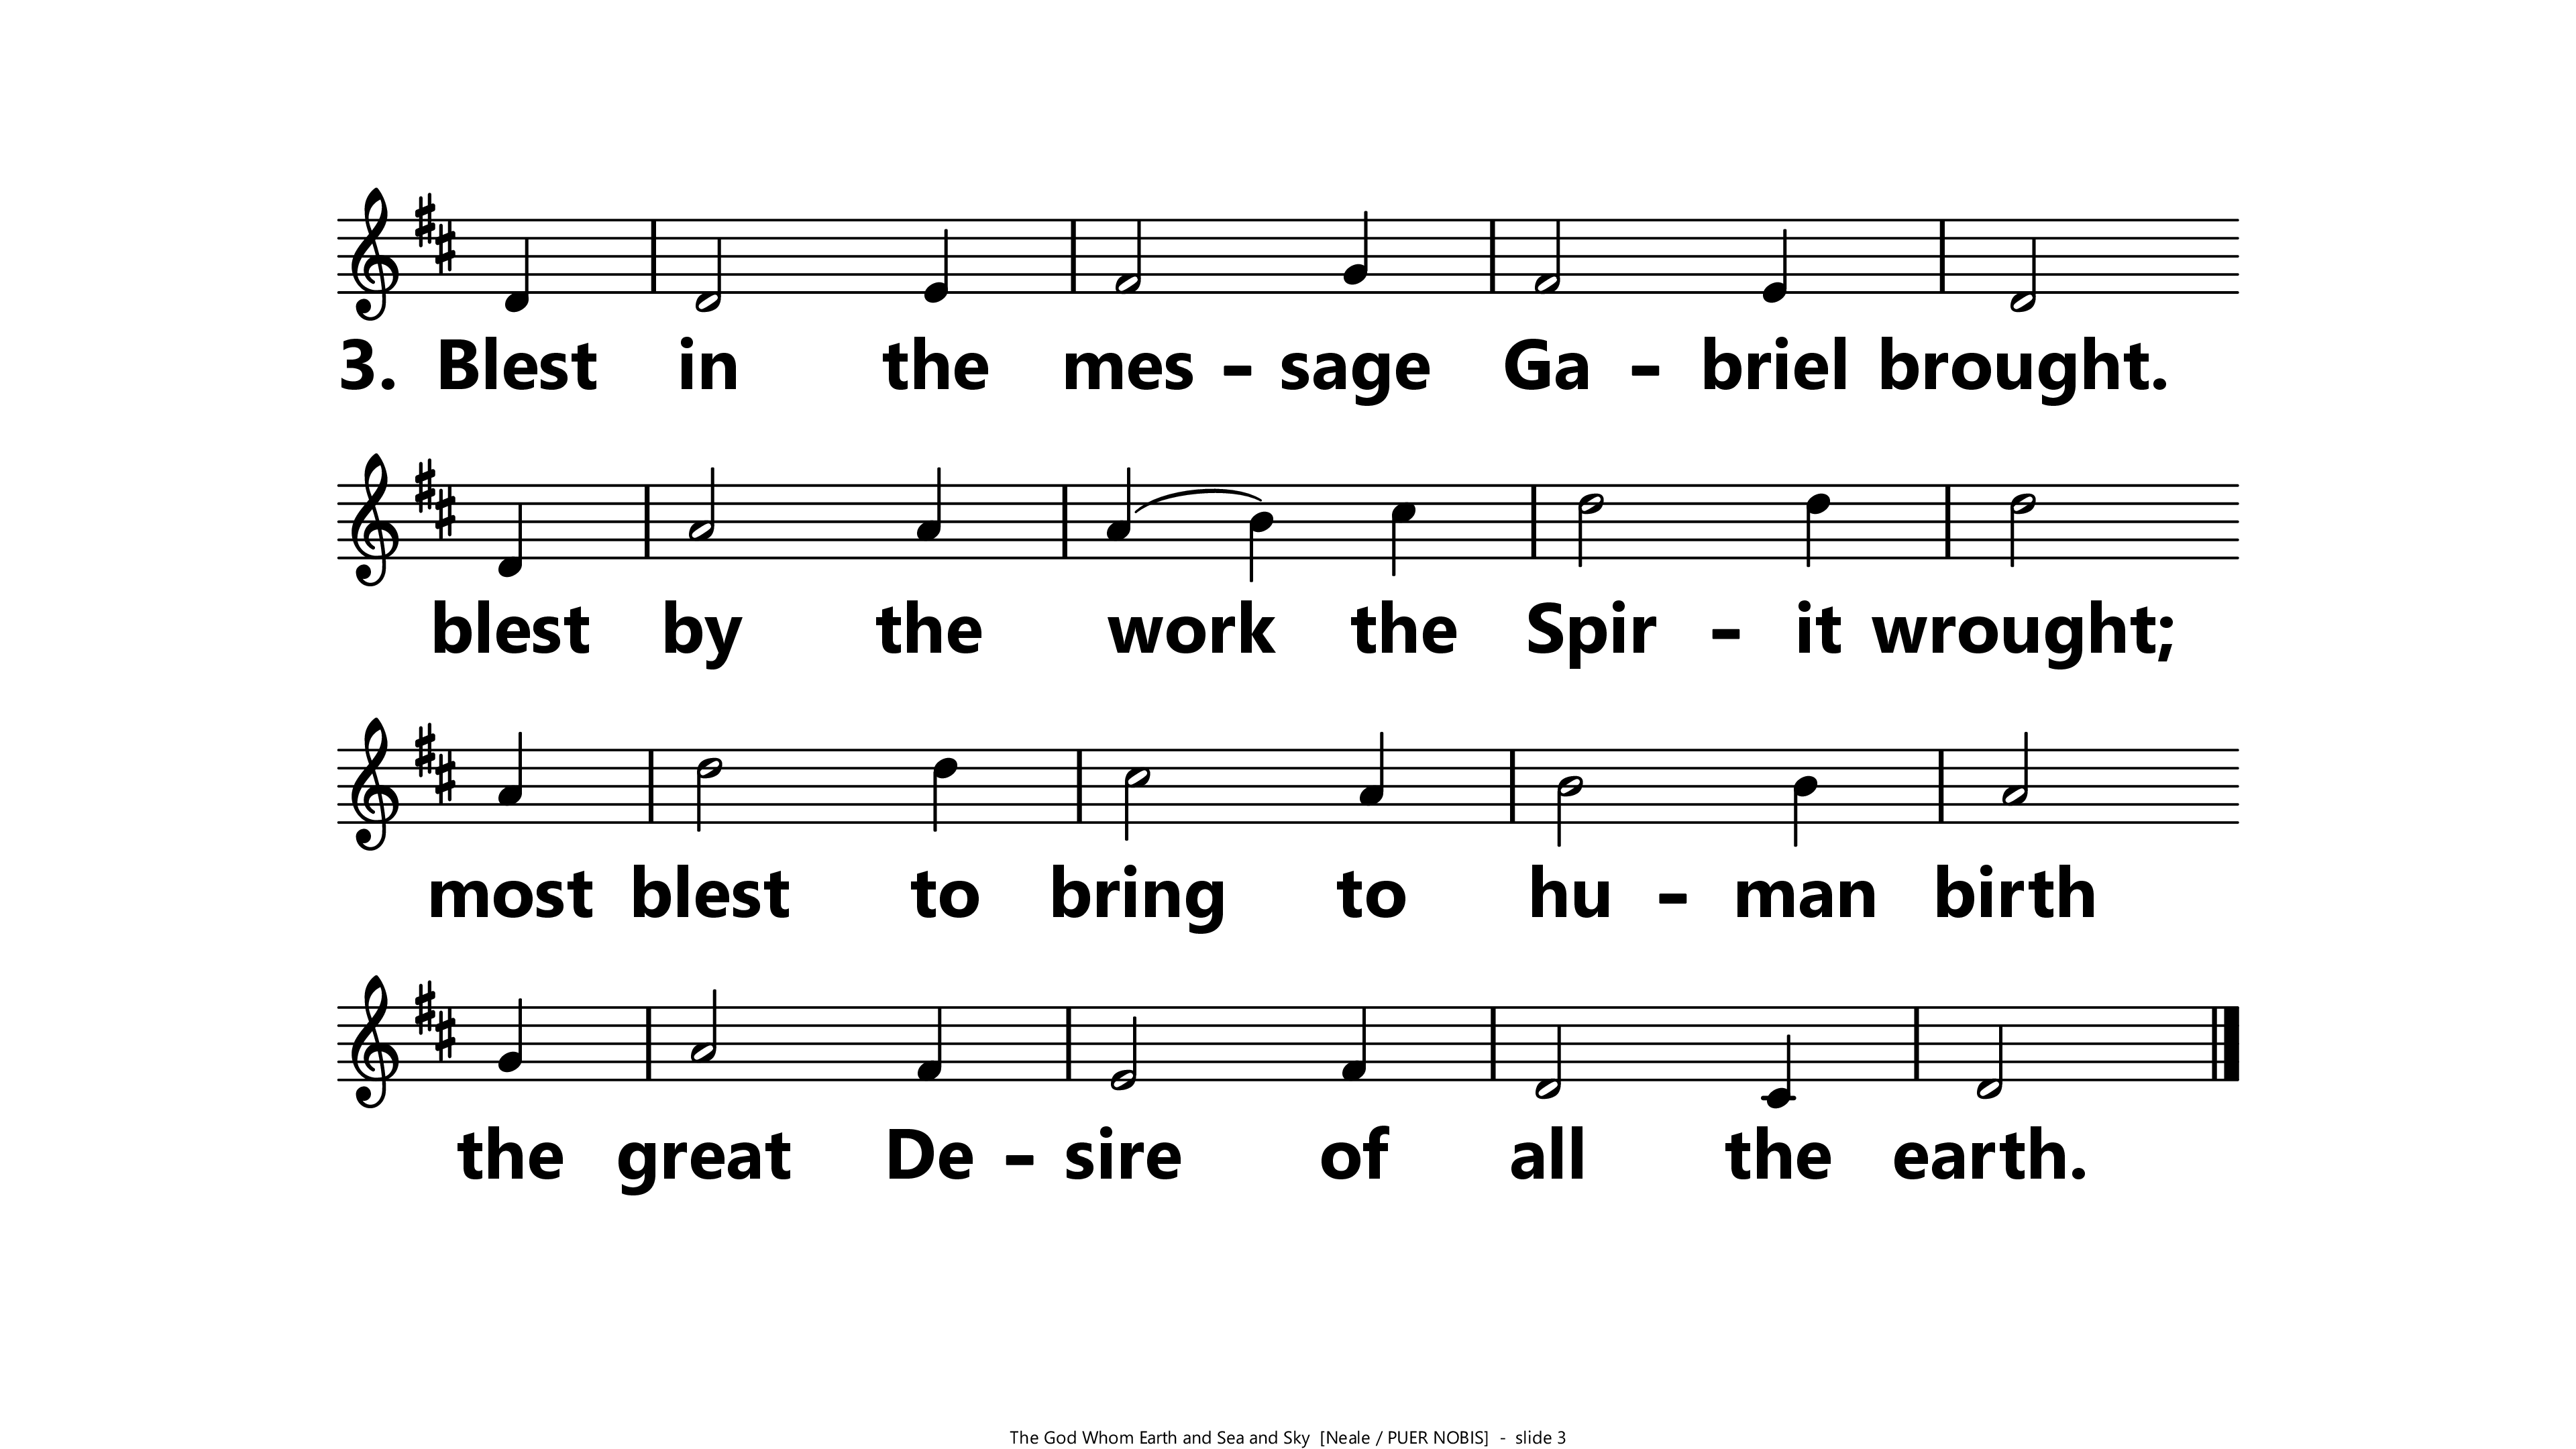 3. Blest in the mes - sage Ga - briel brought.
blest by the work the Spir - it wrought;
most blest to bring to hu - man birth
the great De - sire of all the earth.
The God Whom Earth and Sea and Sky [Neale / PUER NOBIS] - slide 3